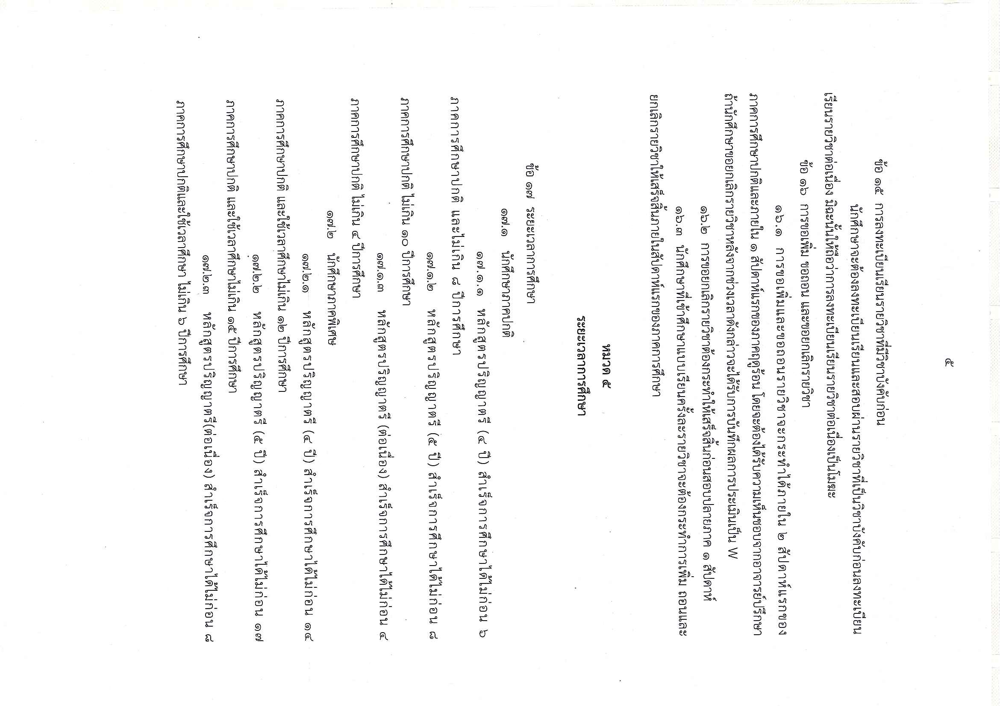 ๕
ข้อ ๑๕ การลงทะเบียนเรียนรายวิชาที่มีวิชาบังคับก่อน
นักศึกษาจะต้องลงทะเบียนเรียนและสอบผ่านรายวิชาที่เป็นวิชาบังคับก่อนลงทะเบียน
เรียนรายวิชาต่อเนื่อง มิฉะนั้นให้ถือว่าการลงทะเบียนเรียนรายวิชาต่อเนื่องเป็นโมฆะ
ข้อ ๑๖ การขอเพิ่ม ขอถอน และขอยกเลิกรายวิชา
๑๖.๑ การขอเพิ่มและขอถอนรายวิชาจะกระทำได้ภายใน ๒ สัปดาห์แรกของ
ภาคการศึกษาปกติและภายใน ๑ สัปดาห์แรกของภาคฤดูร้อน โดยจะต้องได้รับความเห็นชอบจากอาจารย์ปรึกษา
ถ้านักศึกษาขอยกเลิกรายวิชาหลังจากช่วงเวลาดังกล่าวจะได้รับการบันทึกผลการประเมินเป็น W
๑๖.๒ การขอยกเลิกรายวิชาต้องกระทำให้เสร็จสิ้นก่อนสอบปลายภาค ๑ สัปดาห์
๑๖.๓ นักศึกษาที่เข้าศึกษาแบบเรียนครั้งละรายวิชาจะต้องกระทำการเพิ่ม ถอนและ
ยกเลิกรายวิชาให้เสร็จสิ้นภายในสัปดาห์แรกของภาคการศึกษา
หมวด ๕
ระยะเวลาการศึกษา
ข้อ ๑๗ ระยะเวลาการศึกษา
๑๗.๑ นักศึกษาภาคปกติ
๑๗.๑.๑ หลักสูตรปริญญาตรี (๔ ปี) สำเร็จการศึกษาได้ไม่ก่อน ๖
ภาคการศึกษาปกติ และไม่เกิน ๘ ปีการศึกษา
๑๗.๑.๒ หลักสูตรปริญญาตรี (๕ ปี) สำเร็จการศึกษาได้ไม่ก่อน ๘
ภาคการศึกษาปกติ ไม่เกิน ๑๐ ปีการศึกษา
๑๗.๑.๓ หลักสูตรปริญญาตรี (ต่อเนื่อง) สำเร็จการศึกษาได้ไม่ก่อน ๔
ภาคการศึกษาปกติ ไม่เกิน ๔ ปีการศึกษา
๑๗.๒ นักศึกษาภาคพิเศษ
๑๗.๒.๑ หลักสูตรปริญญาตรี (๔ ปี) สำเร็จการศึกษาได้ไม่ก่อน ๑๔
ภาคการศึกษาปกติ และใช้เวลาศึกษาไม่เกิน ๑๒ ปีการศึกษา
๑๗.๒.๒ หลักสูตรปริญญาตรี (๕ ปี) สำเร็จการศึกษาได้ไม่ก่อน ๑๗
ภาคการศึกษาปกติ และใช้เวลาศึกษาไม่เกิน ๑๕ ปีการศึกษา
๑๗.๒.๓ หลักสูตรปริญญาตรี(ต่อเนื่อง) สำเร็จการศึกษาได้ไม่ก่อน ๘
ภาคการศึกษาปกติและใช้เวลาศึกษา ไม่เกิน ๖ ปีการศึกษา